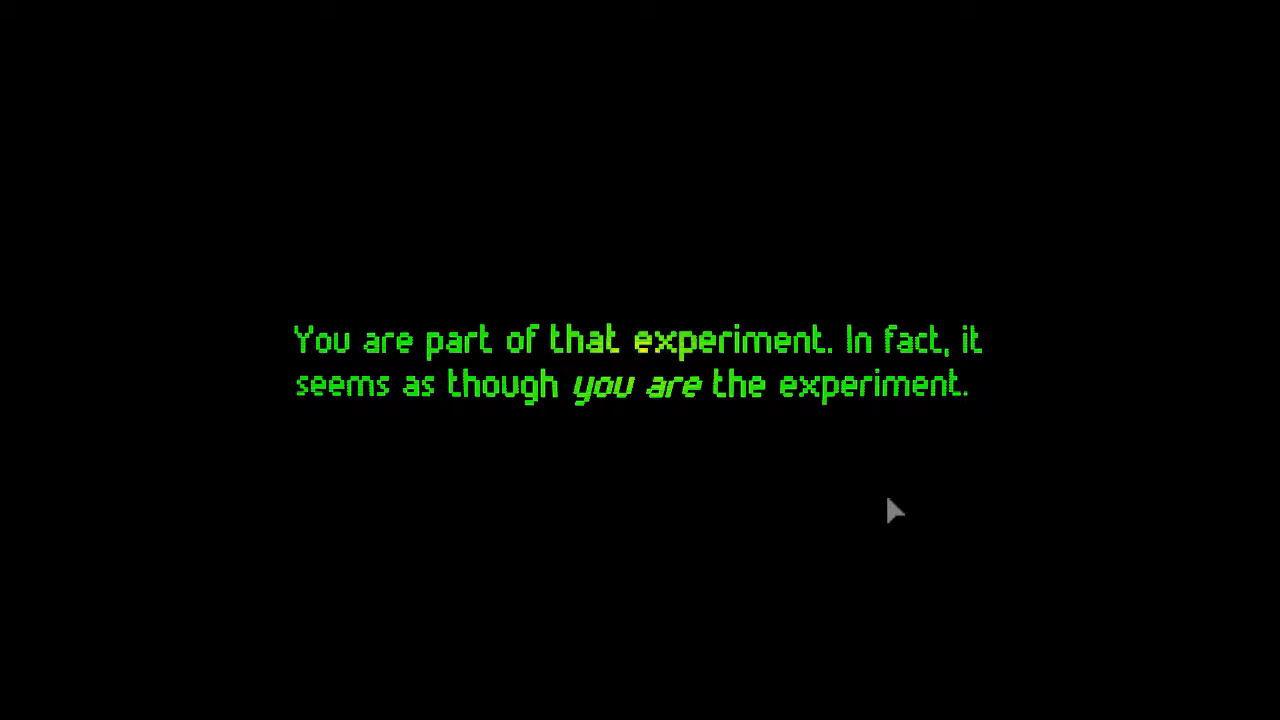 You are part of that experiment. In fact, it
seems as though you are the experiment.